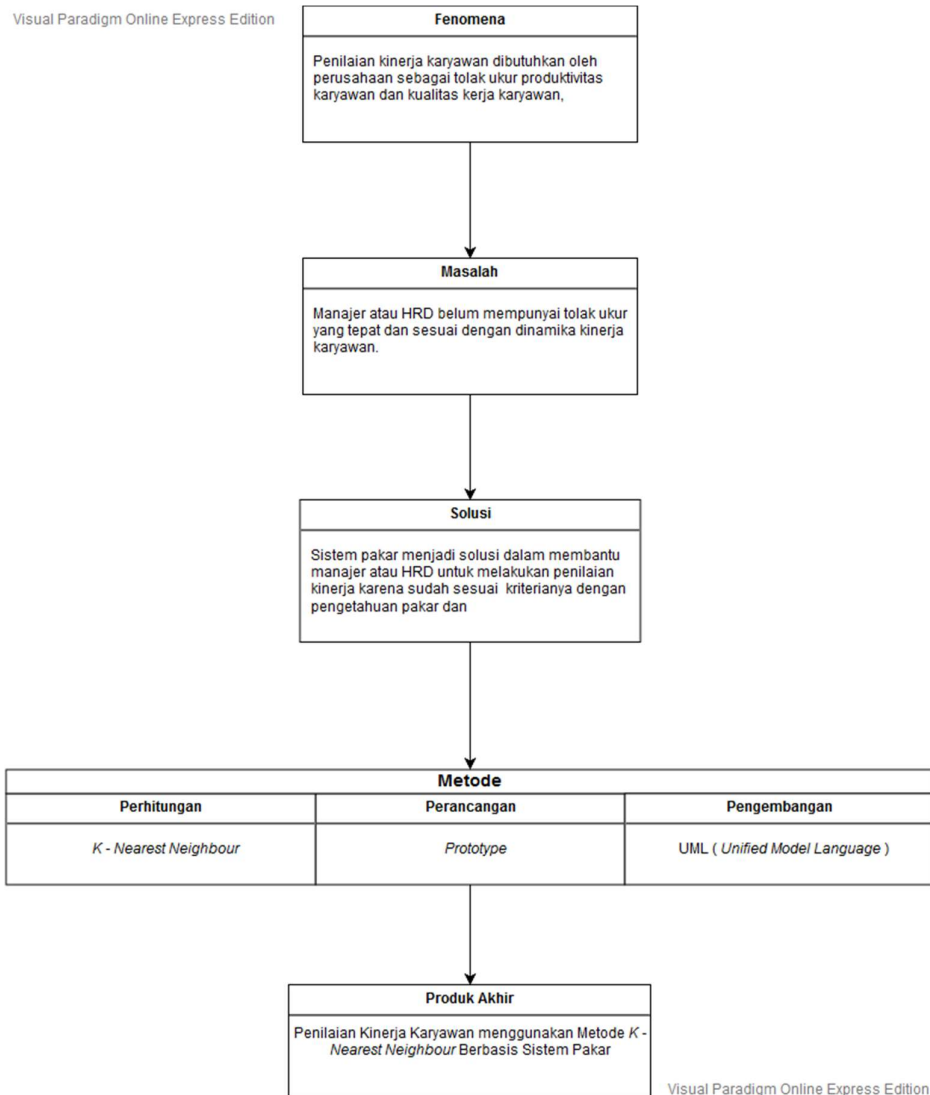 Visual Paradigm Online Express Edition
Fenomena
Penilaian kinerja karyawan dibutuhkan oleh
perusahaan sebagai tolak ukur produktivitas
karyawan dan kualitas kerja karyawan,
Masalah
Manajer atau HRD belum mempunyai tolak ukur
yang tepat dan sesuai dengan dinamika kinerja
karyawan.
Solusi
Sistem pakar menjadi solusi dalam membantu
manajer atau HRD untuk melakukan penilaian
kinerja karena sudah sesuai kriterianya dengan
pengetahuan pakar dan
Metode
Perhitungan
Perancangan
Pengembangan
K - Nearest Neighbour
Prototype
UML ( Unified Model Language )
Produk Akhir
Penilaian Kinerja Karyawan menggunakan Metode K -
Nearest Neighbour Berbasis Sistem Pakar
Visual Paradigm Online Express Edition